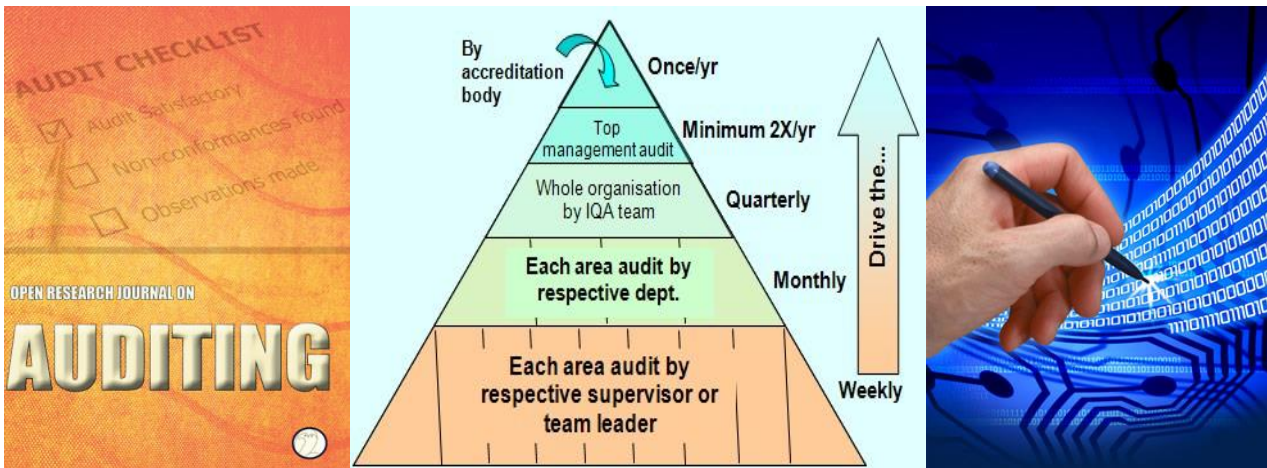 AUDIT CHECKLIST
Audit Satisfactory
Non-conformances found
Observations made
OPEN RESEARCH JOURNAL ON
AUDITING
By
accreditation
body
Once/yr
Top
management audit
Minimum 2X/yr
Whole organisation
by IQA team
Quarterly
Each area audit by
respective dept.
Monthly
Each area audit by
respective supervisor or
team leader
Weekly
Drive the...